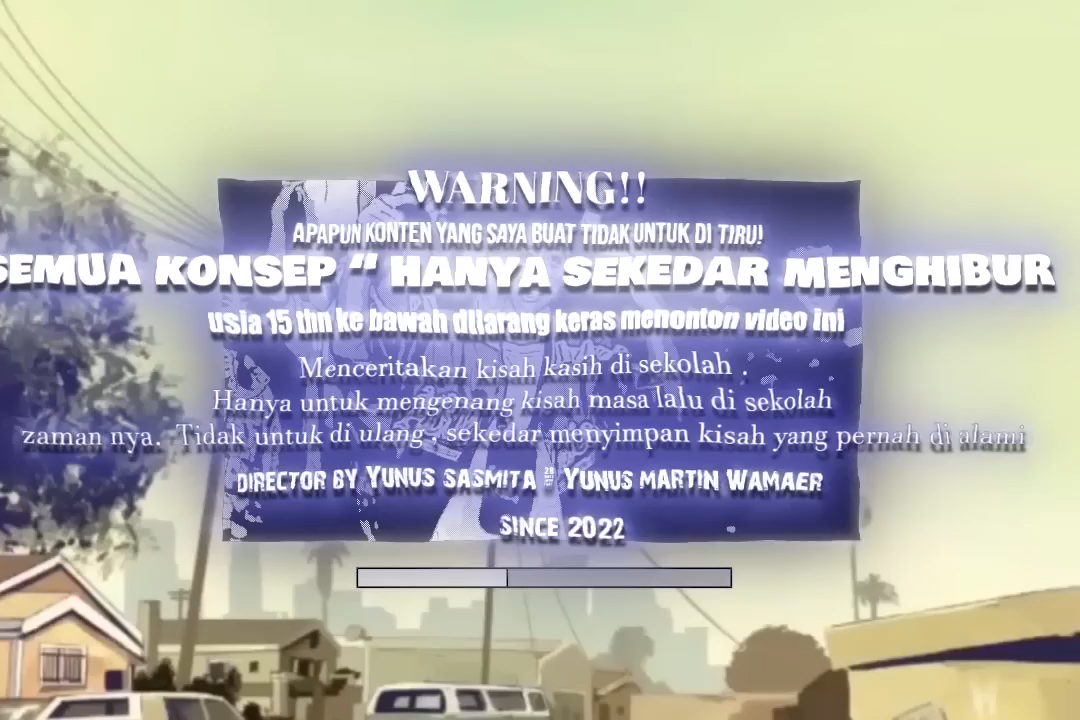 WARNING!!
APAPUN KONTEN YANG SAYA BUAT TIDAK UNTUK DI TIRU!
SEMUA KONSEP “ HANYA SEKEDAR MENGHIBUR
usia 15 thn ke bawah dilarang keras menonton video ini
Menceritakan kisah kasih di sekolah .
Hanya untuk mengenang kisah masa lalu di sekolah
zaman nya. Tidak untuk di ulang , sekedar menyimpan kisah yang pernah di alami
DIRECTOR BY YUNUS SASMITA YUNUS MARTIN WAMAER
SINCE 2022